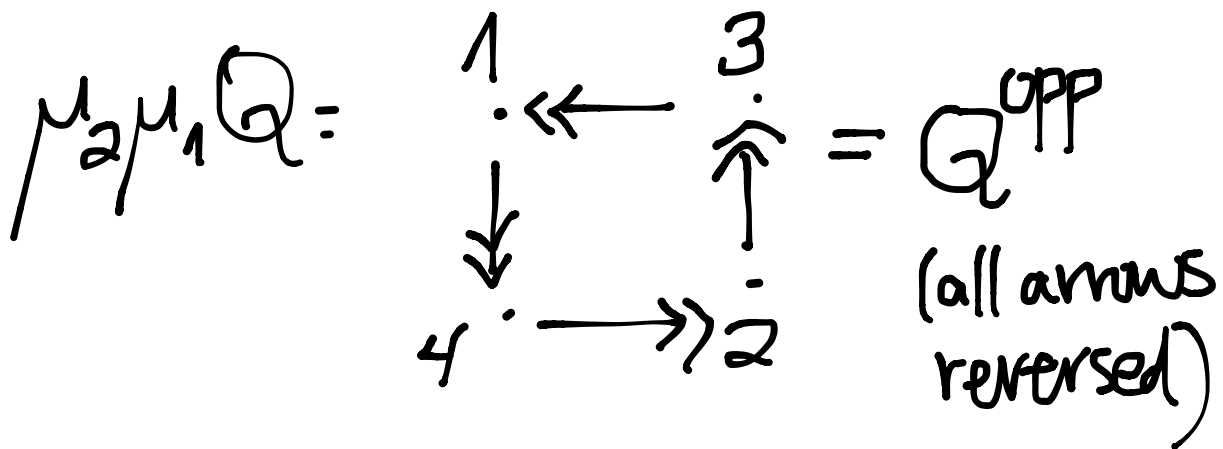 1 3
μ₂μ₁Q = = Q^opp
(all arrows
4 2
reversed)